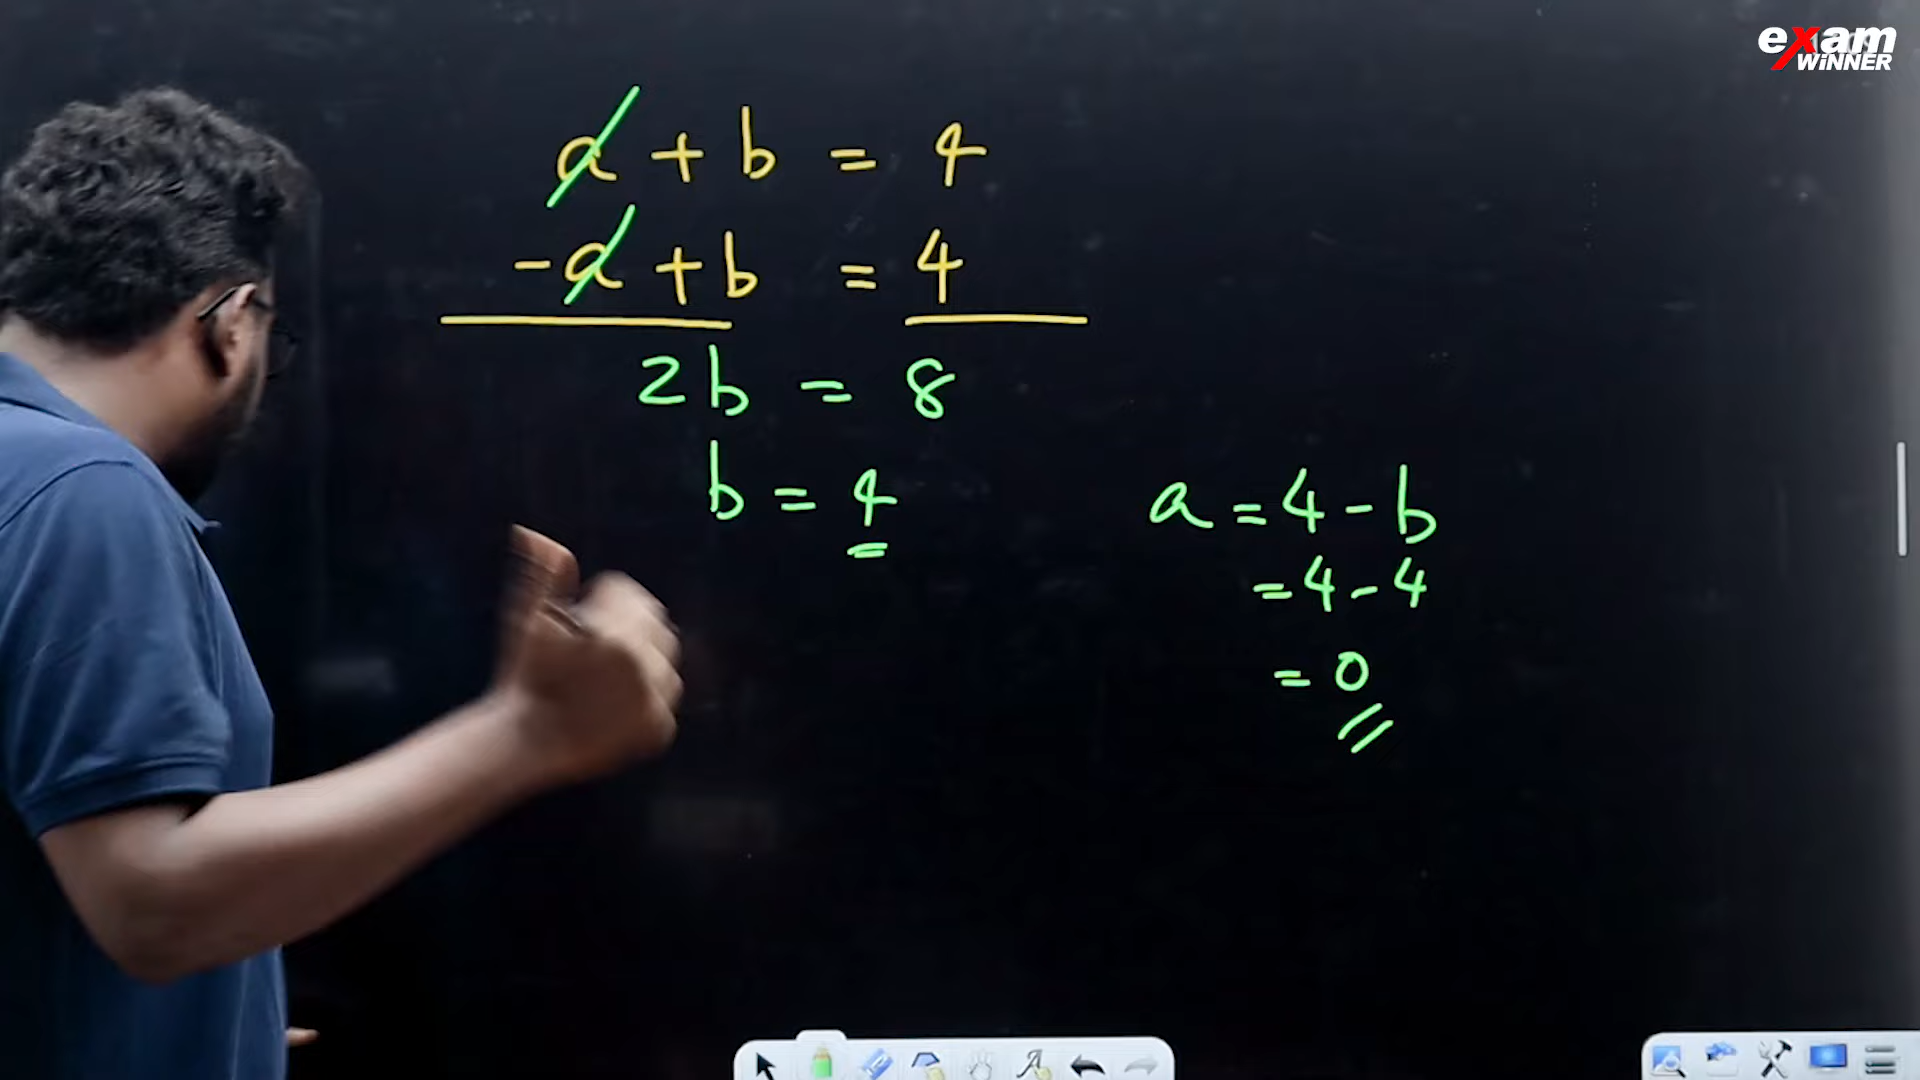 exam
WiNNER
a + b = 4
-a + b = 4
2b = 8
b = 4
a = 4 - b
= 4 - 4
= 0